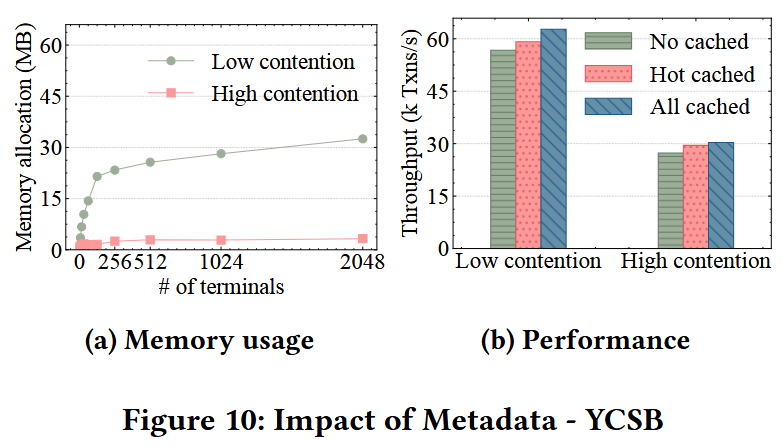 60
45
30
15
0
Memory allocation (MB)
Low contention
High contention
0 256 512 1024 2048
# of terminals
(a) Memory usage
60
45
30
15
0
Throughput (k Txns/s)
No cached
Hot cached
All cached
Low contention High contention
(b) Performance
Figure 10: Impact of Metadata - YCSB